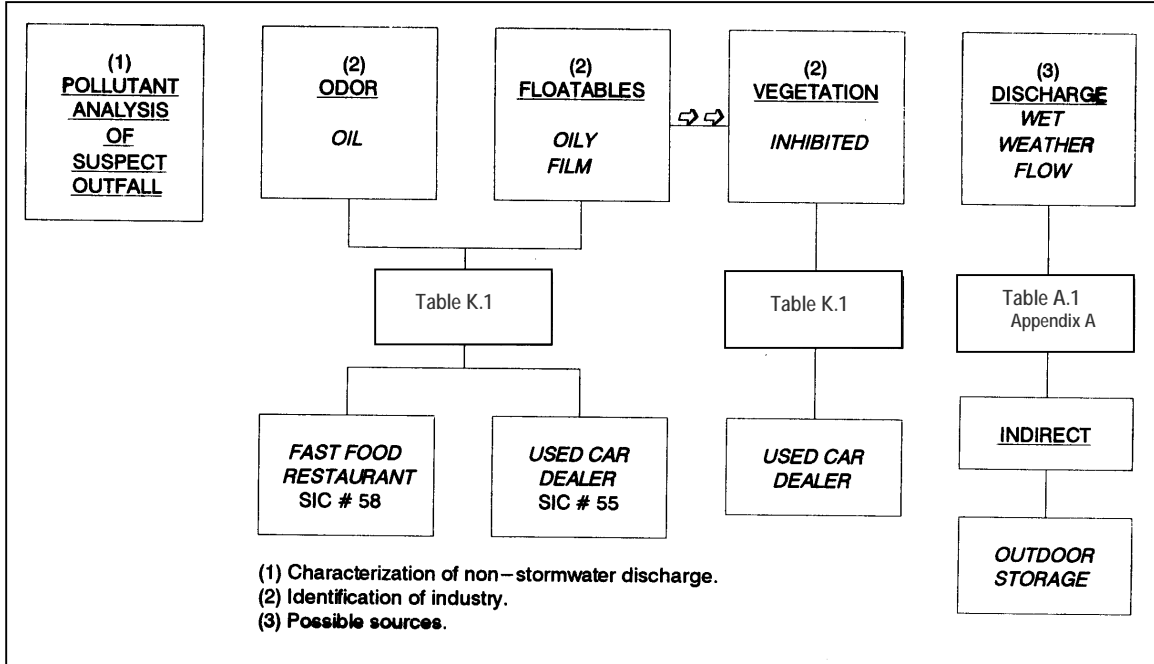 (1)
POLLUTANT
ANALYSIS
OF
SUSPECT
OUTFALL
(2)
ODOR
OIL
(2)
FLOATABLES
OILY
FILM
(2)
VEGETATION
INHIBITED
(3)
DISCHARGE
WET
WEATHER
FLOW
Table K.1
Table K.1
Table A.1
Appendix A
FAST FOOD
RESTAURANT
SIC # 58
USED CAR
DEALER
SIC # 55
USED CAR
DEALER
INDIRECT
OUTDOOR
STORAGE
(1) Characterization of non-stormwater discharge.
(2) Identification of industry.
(3) Possible sources.